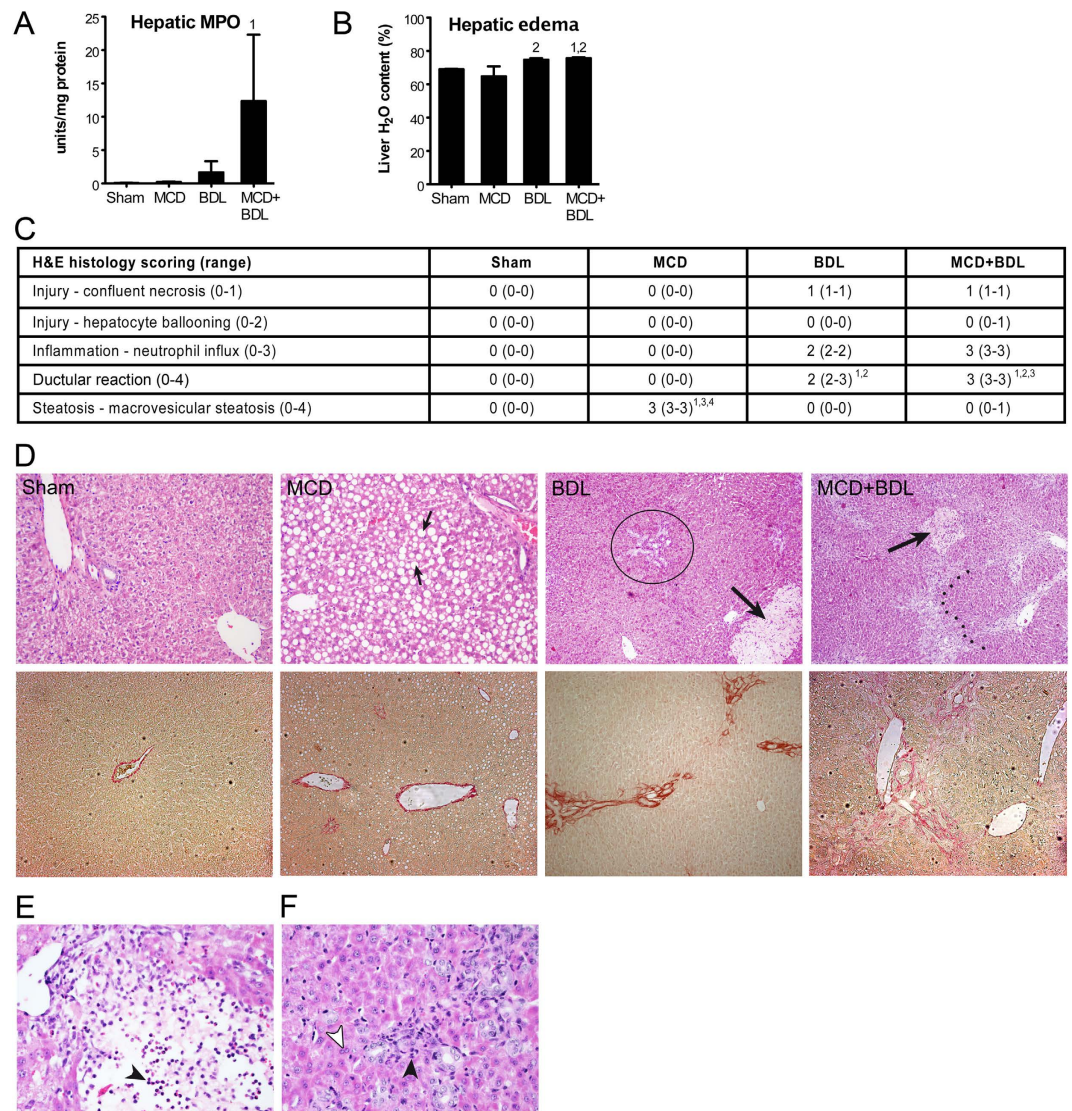 A
Hepatic MPO
units/mg protein
25
20
15
10
5
0
1
Sham MCD BDL MCD+
BDL
B
Hepatic edema
Liver H₂O content (%)
100
80
60
40
20
0
2 1,2
Sham MCD BDL MCD+
BDL
C
H&E histology scoring (range) Sham MCD BDL MCD+BDL
Injury - confluent necrosis (0-1) 0 (0-0) 0 (0-0) 1 (1-1) 1 (1-1)
Injury - hepatocyte ballooning (0-2) 0 (0-0) 0 (0-0) 0 (0-0) 0 (0-1)
Inflammation - neutrophil influx (0-3) 0 (0-0) 0 (0-0) 2 (2-2) 3 (3-3)
Ductular reaction (0-4) 0 (0-0) 0 (0-0) 2 (2-3)¹,² 3 (3-3)¹,²,³
Steatosis - macrovesicular steatosis (0-4) 0 (0-0) 3 (3-3)¹,³,⁴ 0 (0-0) 0 (0-1)
D
Sham MCD BDL MCD+BDL
E F